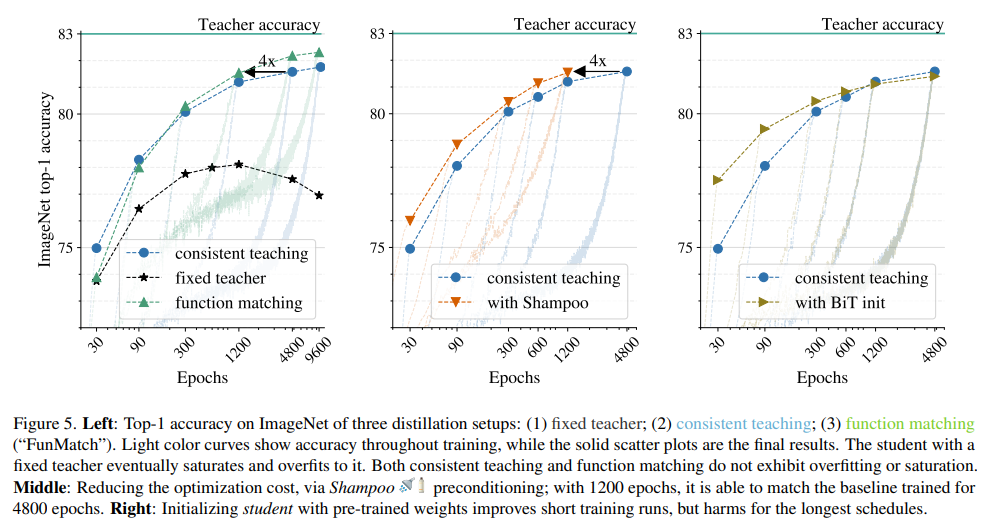 Teacher accuracy
83
80
75
ImageNet top-1 accuracy
4x
consistent teaching
fixed teacher
function matching
30
90
300
1200
4800
9600
Epochs
Teacher accuracy
83
80
75
4x
consistent teaching
with Shampoo
30
90
300
600
1200
4800
Epochs
Teacher accuracy
83
80
75
consistent teaching
with BiT init
30
90
300
600
1200
4800
Epochs
Figure 5. Left: Top-1 accuracy on ImageNet of three distillation setups: (1) fixed teacher; (2) consistent teaching; (3) function matching
(“FunMatch”). Light color curves show accuracy throughout training, while the solid scatter plots are the final results. The student with a
fixed teacher eventually saturates and overfits to it. Both consistent teaching and function matching do not exhibit overfitting or saturation.
Middle: Reducing the optimization cost, via Shampoo preconditioning; with 1200 epochs, it is able to match the baseline trained for
4800 epochs. Right: Initializing student with pre-trained weights improves short training runs, but harms for the longest schedules.